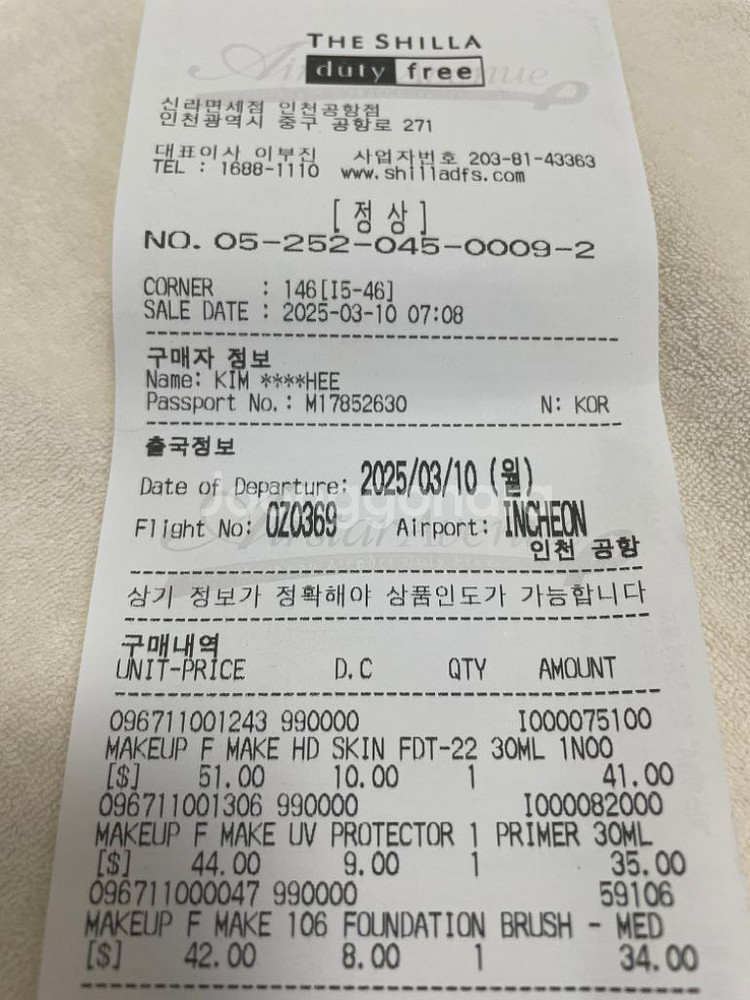 THE SHILLA
duty free
신라면세점 인천공항점
인천광역시 중구 공항로 271
대표이사 이부진 사업자번호 203-81-43363
TEL : 1688-1110 www.shilladfs.com
[정상]
NO. 05-252-045-0009-2
CORNER : 146[I5-46]
SALE DATE : 2025-03-10 07:08
구매자 정보
Name: KIM ****HEE
Passport No.: M17852630 N: KOR
출국정보
Date of Departure: 2025/03/10 (월)
Flight No: OZ0369 Airport: INCHEON
인천 공항
상기 정보가 정확해야 상품인도가 가능합니다
구매내역
UNIT-PRICE D.C QTY AMOUNT
096711001243 990000 I000075100
MAKEUP F MAKE HD SKIN FDT-22 30ML 1N00
[$] 51.00 10.00 1 41.00
096711001306 990000 I000082000
MAKEUP F MAKE UV PROTECTOR 1 PRIMER 30ML
[$] 44.00 9.00 1 35.00
096711000047 990000 59106
MAKEUP F MAKE 106 FOUNDATION BRUSH - MED
[$] 42.00 8.00 1 34.00